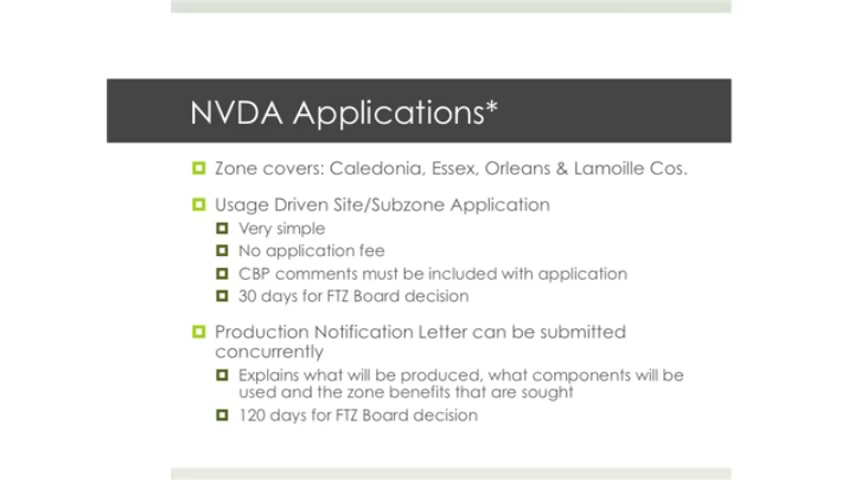 NVDA Applications*
Zone covers: Caledonia, Essex, Orleans & Lamoille Cos.
Usage Driven Site/Subzone Application
Very simple
No application fee
CBP comments must be included with application
30 days for FTZ Board decision
Production Notification Letter can be submitted
concurrently
Explains what will be produced, what components will be
used and the zone benefits that are sought
120 days for FTZ Board decision